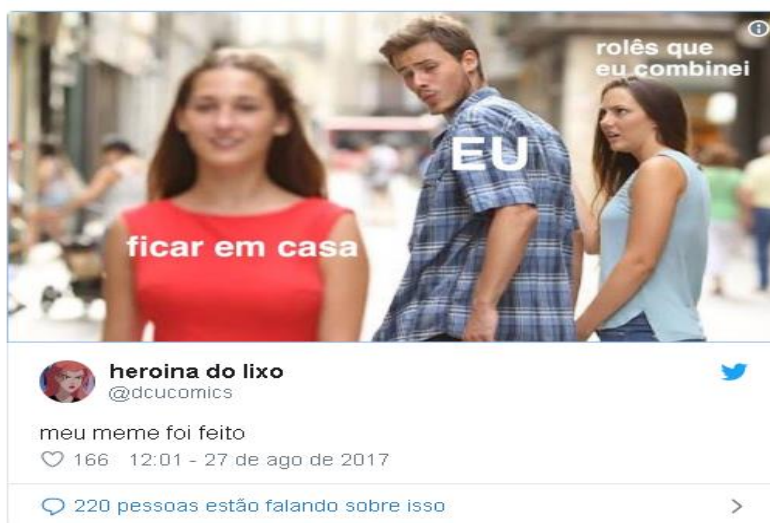 rolês que
eu combinei
EU
ficar em casa
heroina do lixo
@dcucomics
meu meme foi feito
166 12:01 - 27 de ago de 2017
220 pessoas estão falando sobre isso